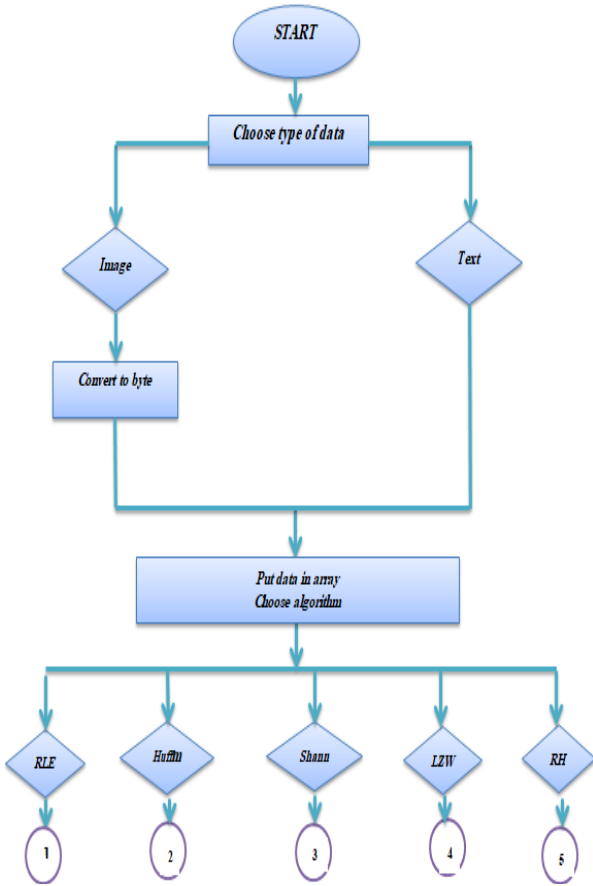 START
Choose type of data
Image
Text
Convert to byte
Put data in array
Choose algorithm
RLE
Shann
LZW
RH
1
2
3
4
5